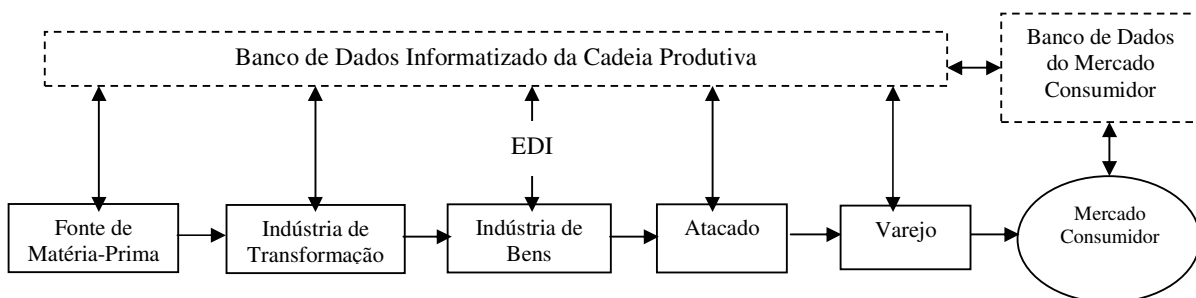 Banco de Dados Informatizado da Cadeia Produtiva
Banco de Dados
do Mercado
Consumidor
EDI
Fonte de
Matéria-Prima
Indústria de
Transformação
Indústria de
Bens
Atacado
Varejo
Mercado
Consumidor